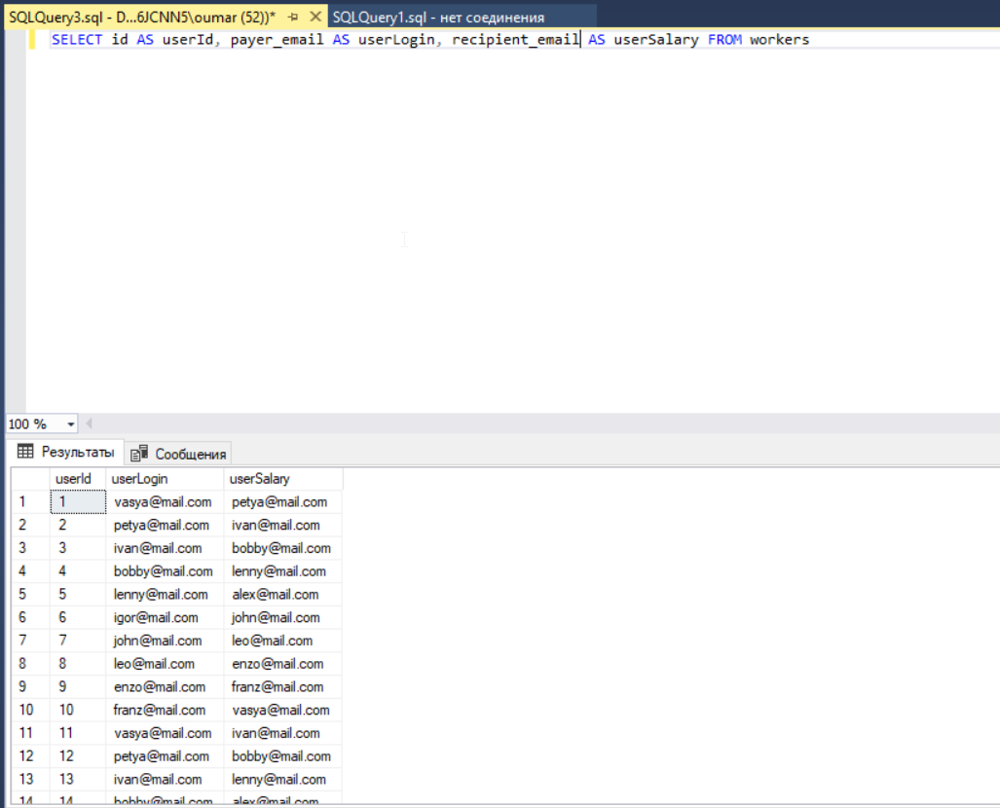 SQLQuery3.sql - D...6JCNN5\oumar (52))* SQLQuery1.sql - нет соединения
SELECT id AS userId, payer_email AS userLogin, recipient_email AS userSalary FROM workers
100 %
Результаты Сообщения
userId userLogin userSalary
1 1 vasya@mail.com petya@mail.com
2 2 petya@mail.com ivan@mail.com
3 3 ivan@mail.com bobby@mail.com
4 4 bobby@mail.com lenny@mail.com
5 5 lenny@mail.com alex@mail.com
6 6 igor@mail.com john@mail.com
7 7 john@mail.com leo@mail.com
8 8 leo@mail.com enzo@mail.com
9 9 enzo@mail.com franz@mail.com
10 10 franz@mail.com vasya@mail.com
11 11 vasya@mail.com ivan@mail.com
12 12 petya@mail.com bobby@mail.com
13 13 ivan@mail.com lenny@mail.com
14 14 bobby@mail.com alex@mail.com